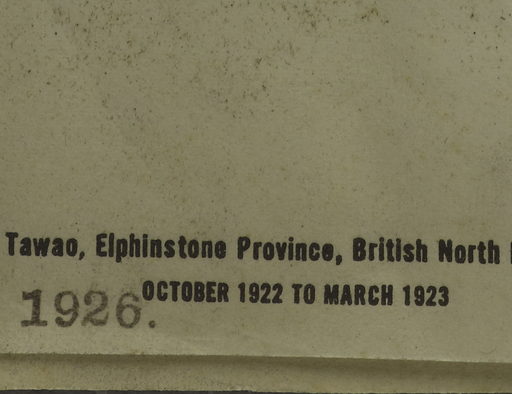 Tawao, Elphinstone Province, British North
OCTOBER 1922 TO MARCH 1923
1926.